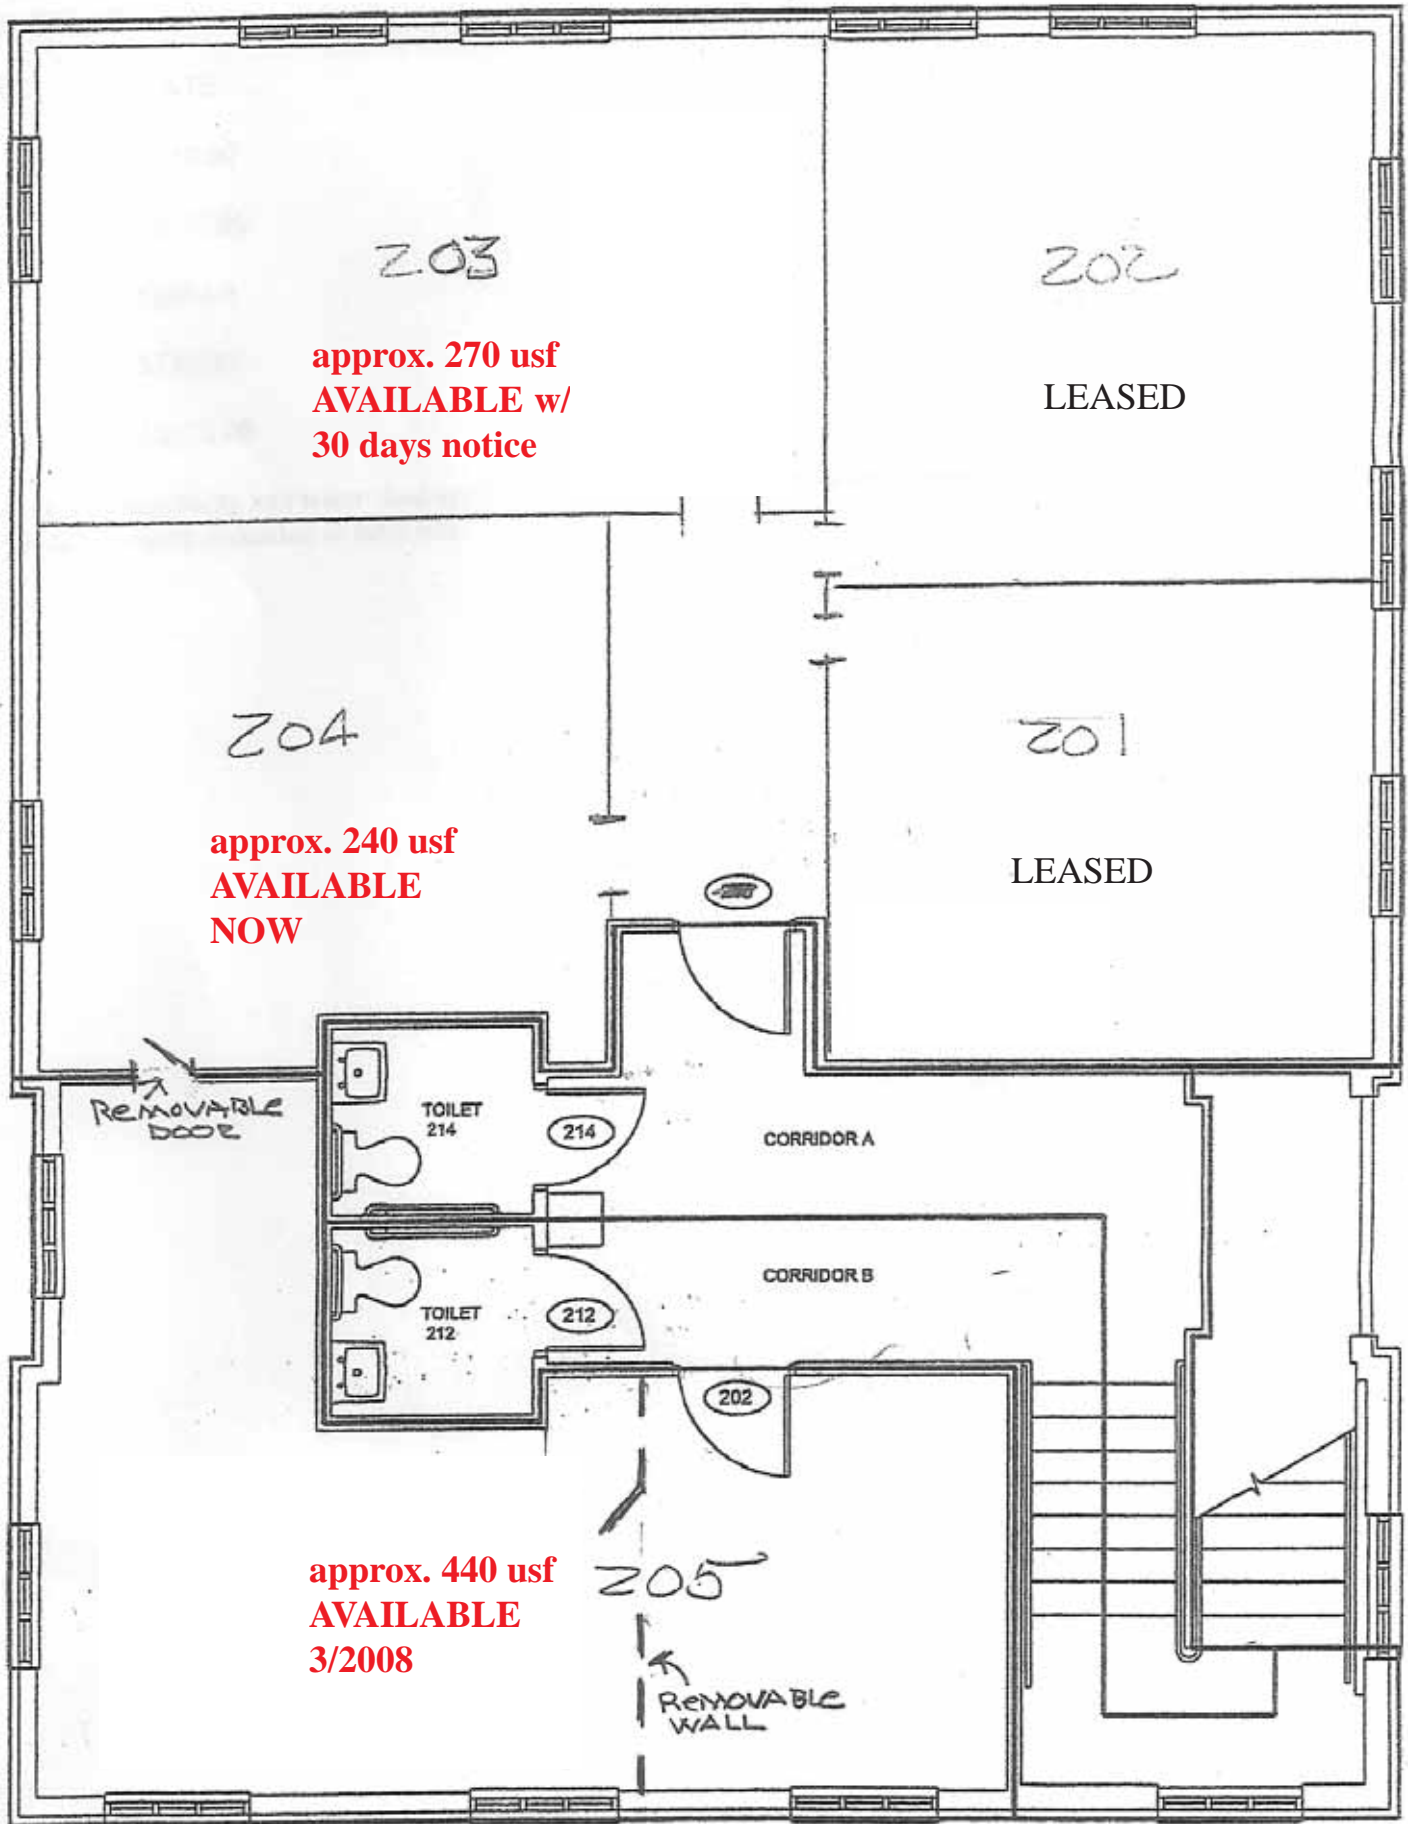 203
approx. 270 usf
AVAILABLE w/
30 days notice
202
LEASED
204
approx. 240 usf
AVAILABLE
NOW
201
LEASED
REMOVABLE
DOOR
TOILET
214
214
CORRIDOR A
CORRIDOR B
TOILET
212
212
202
approx. 440 usf
AVAILABLE
3/2008
205
REMOVABLE
WALL